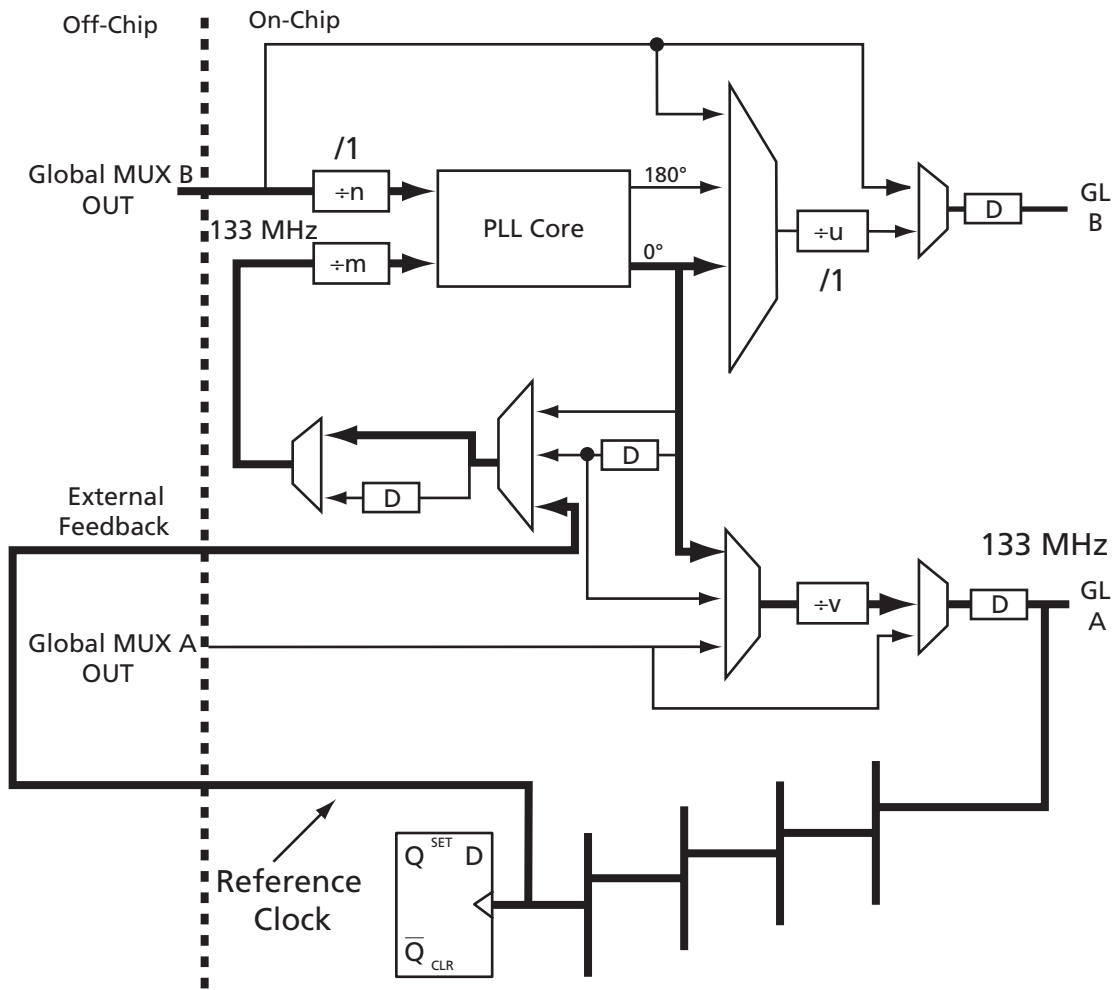 Off-Chip
On-Chip
/1
Global MUX B
OUT
÷n
180°
PLL Core
133 MHz
÷m
0°
÷u
/1
D
GL
B
D
D
External
Feedback
133 MHz
÷v
D
GL
A
Global MUX A
OUT
Reference
Clock
Q SET D
Q̅ CLR